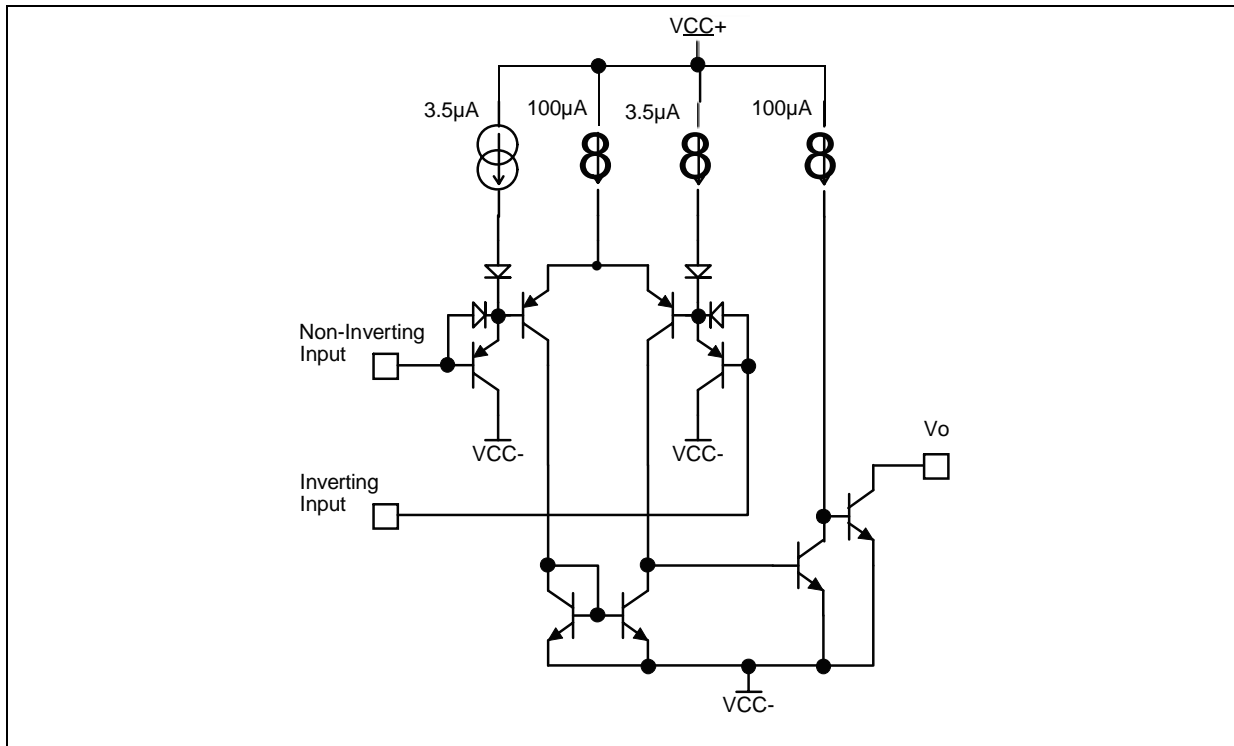 VCC+
3.5µA
100µA
3.5µA
100µA
Non-Inverting
Input
VCC-
VCC-
Vo
Inverting
Input
VCC-